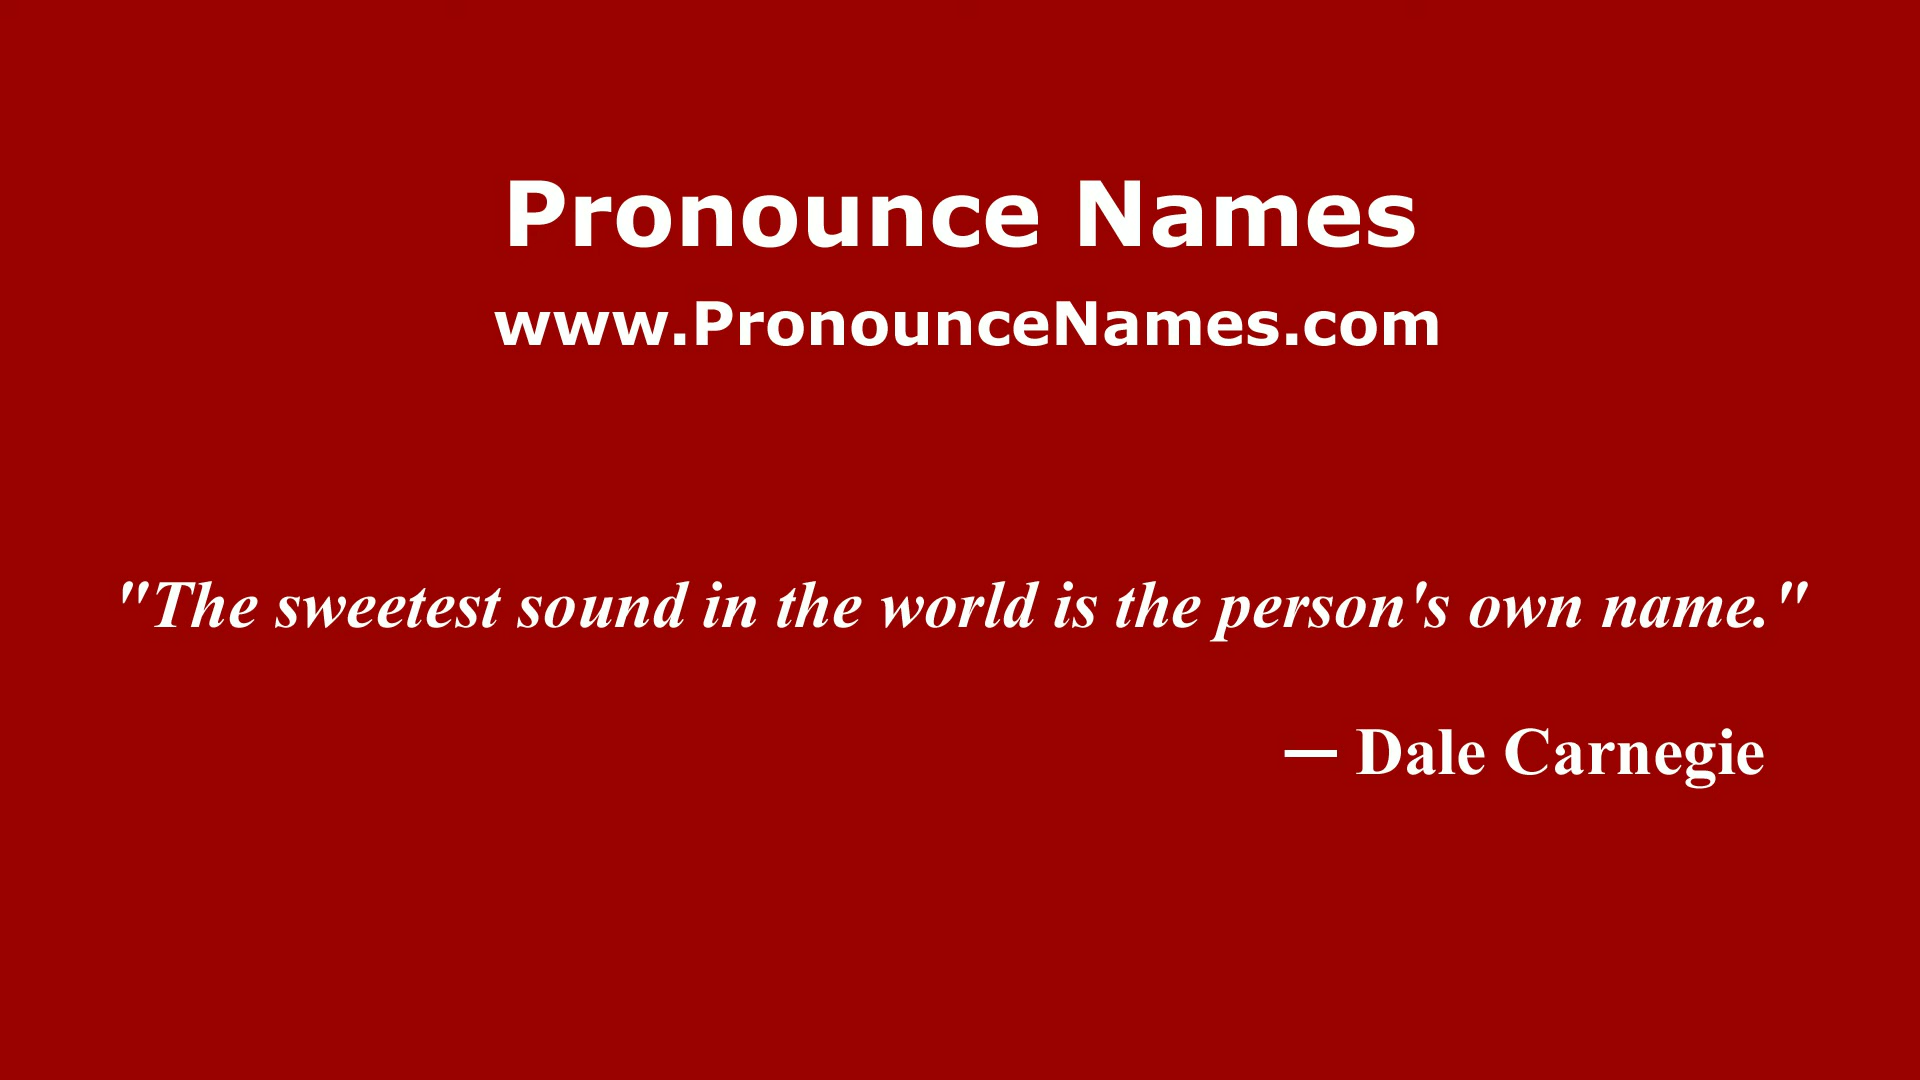 Pronounce Names
www.PronounceNames.com
"The sweetest sound in the world is the person's own name."
— Dale Carnegie